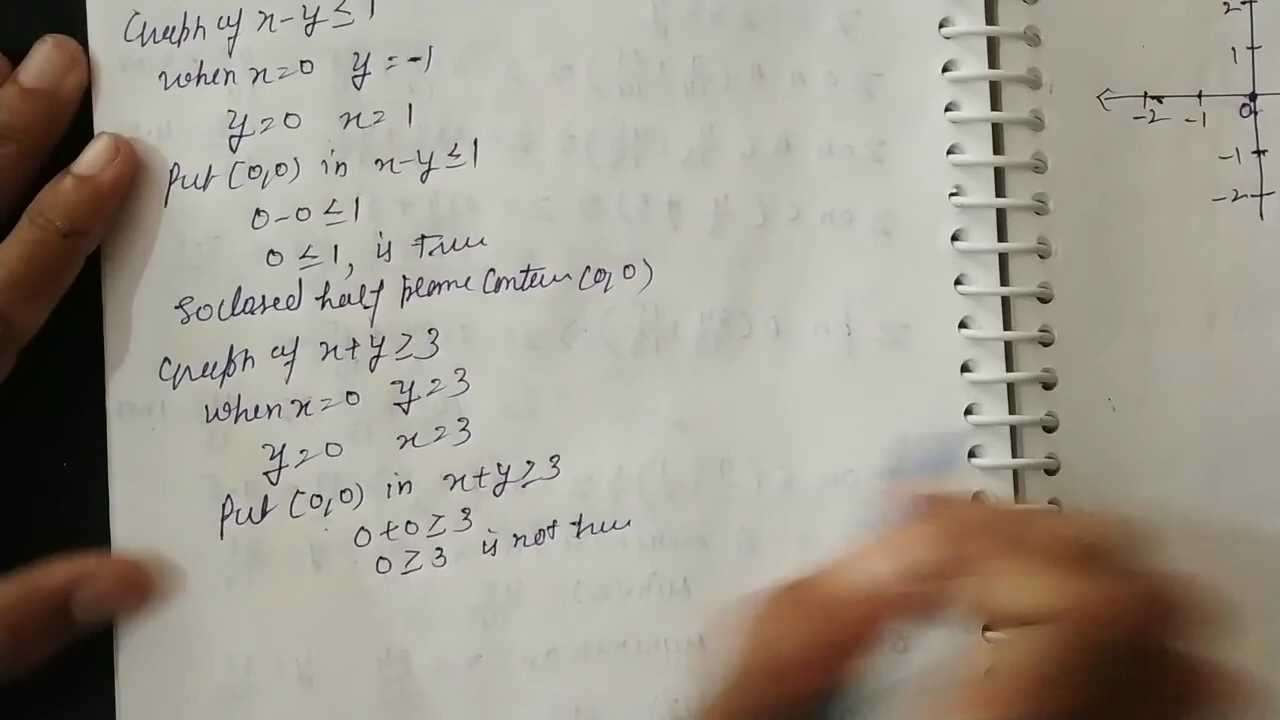 Graph of x-y≤1
when x=0 y=-1
y=0 x=1
Put (0,0) in x-y≤1
0-0≤1
0≤1, is true
so closed half plane contain (0,0)
Graph of x+y≥3
when x=0 y=3
y=0 x=3
Put (0,0) in x+y≥3
0+0≥3
0≥3 is not true
2
1
-2 -1 0
-1
-2